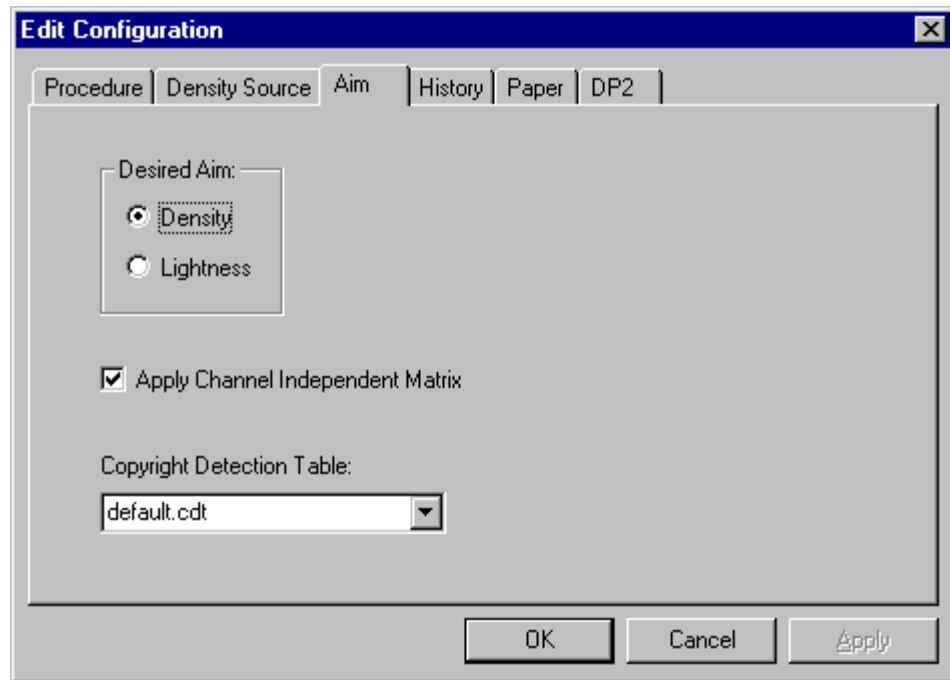 Edit Configuration
Procedure Density Source Aim History Paper DP2
Desired Aim:
Density
Lightness
Apply Channel Independent Matrix
Copyright Detection Table:
default.cdt
OK Cancel Apply